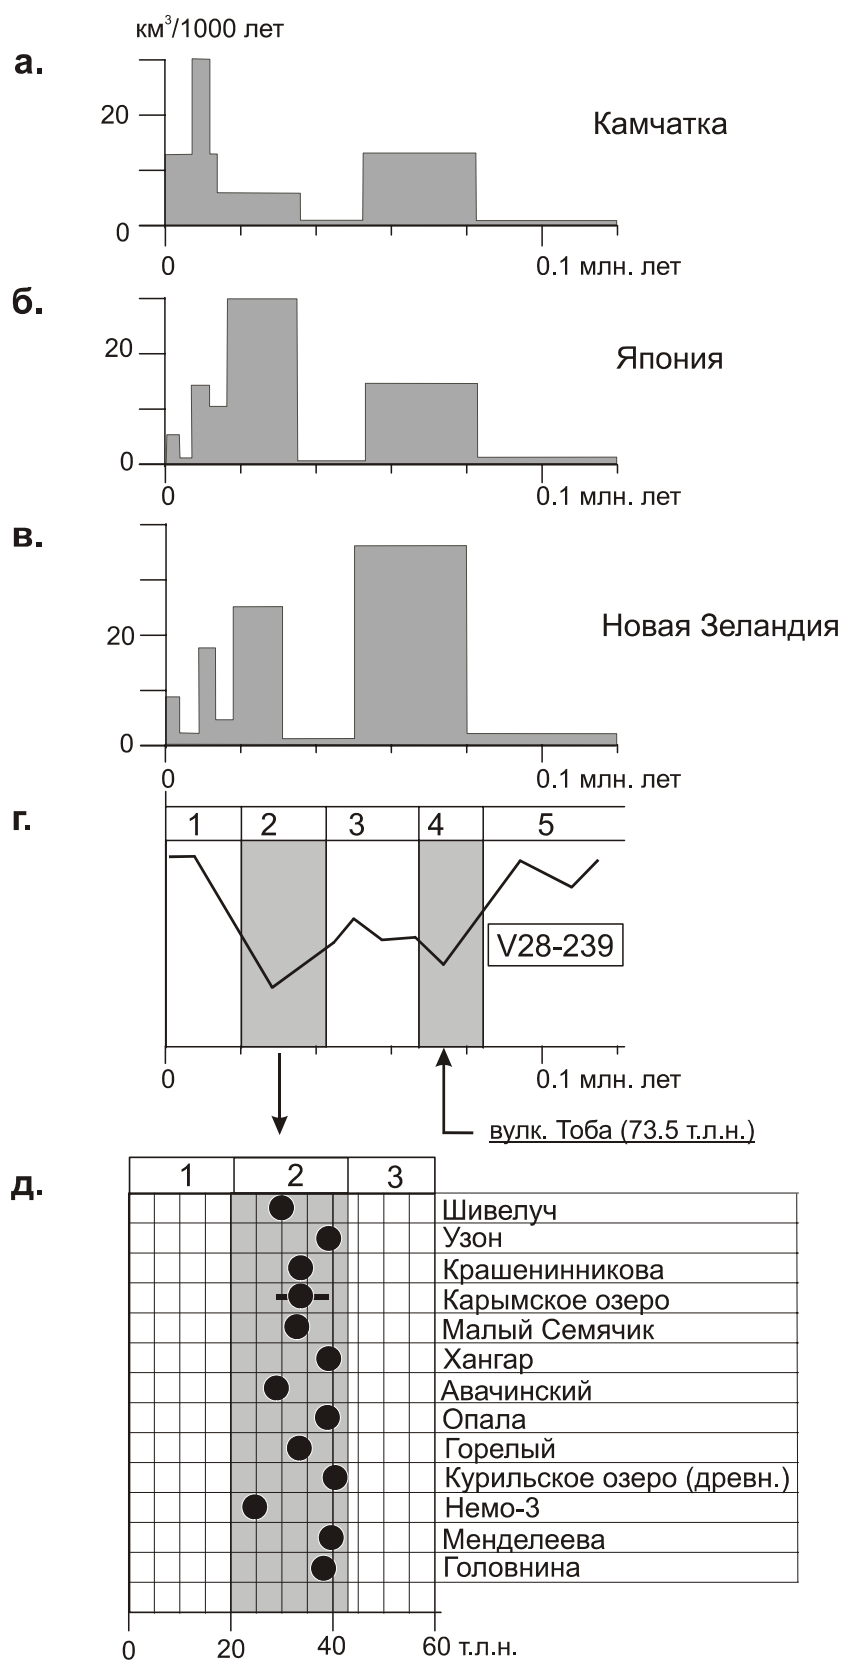 км³/1000 лет
а.
20
Камчатка
0
0
0.1 млн. лет
б.
20
Япония
0
0
0.1 млн. лет
в.
20
Новая Зеландия
0
0
0.1 млн. лет
г.
1 2 3 4 5
V28-239
0
0.1 млн. лет
вулк. Тоба (73.5 т.л.н.)
д.
1 2 3
Шивелуч
Узон
Крашенинникова
Карымское озеро
Малый Семячик
Хангар
Авачинский
Опала
Горелый
Курильское озеро (древн.)
Немо-3
Менделеева
Головнина
0 20 40 60 т.л.н.